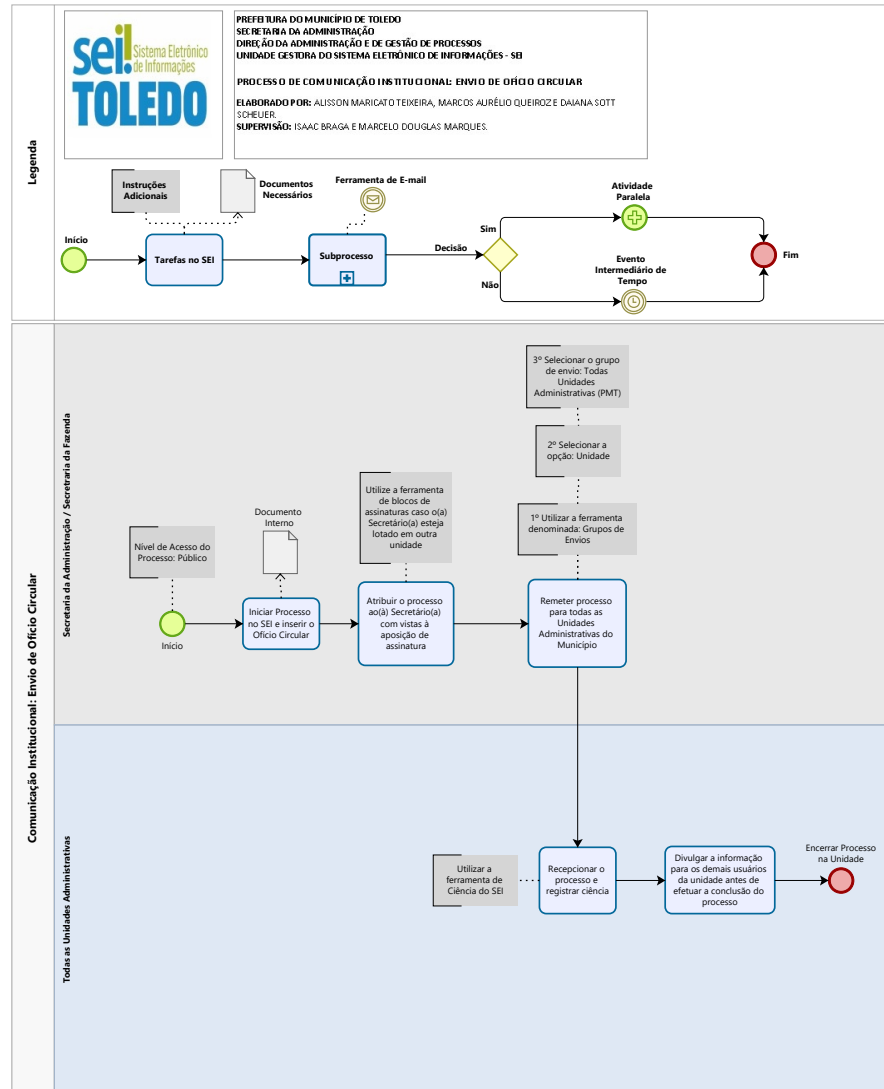 sei!
Sistema Eletrônico
de Informações
TOLEDO
PREFEITURA DO MUNICÍPIO DE TOLEDO
SECRETARIA DA ADMINISTRAÇÃO
DIREÇÃO DA ADMINISTRAÇÃO E DE GESTÃO DE PROCESSOS
UNIDADE GESTORA DO SISTEMA ELETRÔNICO DE INFORMAÇÕES - SEI
PROCESSO DE COMUNICAÇÃO INSTITUCIONAL: ENVIO DE OFÍCIO CIRCULAR
ELABORADO POR: ALISSON MARICATO TEIXEIRA, MARCOS AURÉLIO QUEIROZ E DAIANA SOTT
SCHEUER.
SUPERVISÃO: ISAAC BRAGA E MARCELO DOUGLAS MARQUES.
Legenda
Instruções
Adicionais
Documentos
Necessários
Ferramenta de E-mail
Atividade
Paralela
Início
Tarefas no SEI
Subprocesso
Decisão
Sim
Não
Evento
Intermediário de
Tempo
Fim
Comunicação Institucional: Envio de Ofício Circular
Secretaria da Administração / Secretraria da Fazenda
3º Selecionar o grupo
de envio: Todas
Unidades
Administrativas (PMT)
2º Selecionar a
opção: Unidade
1º Utilizar a ferramenta
denominada: Grupos de
Envios
Utilize a ferramenta
de blocos de
assinaturas caso o(a)
Secretário(a) esteja
lotado em outra
unidade
Documento
Interno
Nível de Acesso do
Processo: Público
Início
Iniciar Processo
no SEI e inserir o
Ofício Circular
Atribuir o processo
ao(à) Secretário(a)
com vistas à
aposição de
assinatura
Remeter processo
para todas as
Unidades
Administrativas do
Município
Todas as Unidades Administrativas
Utilizar a
ferramenta de
Ciência do SEI
Recepcionar o
processo e
registrar ciência
Divulgar a informação
para os demais usuários
da unidade antes de
efetuar a conclusão do
processo
Encerrar Processo
na Unidade